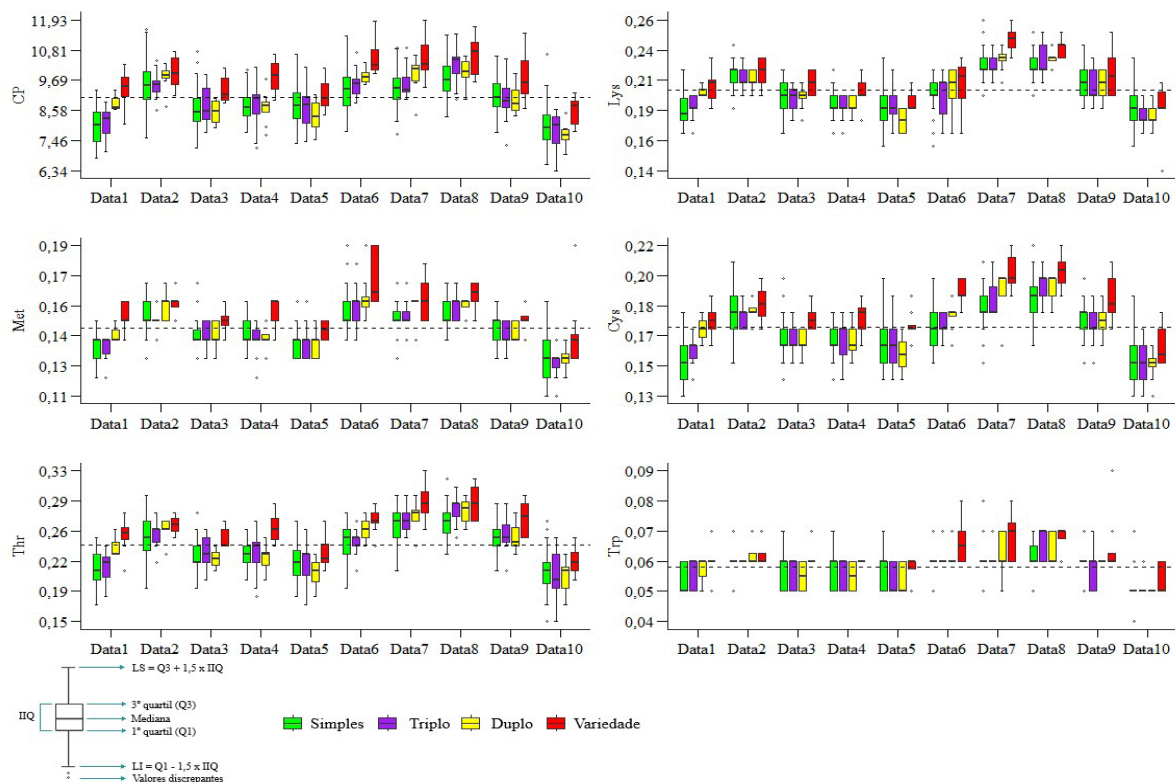 CP
11,93
10,81
9,69
8,58
7,46
6,34
Data1 Data2 Data3 Data4 Data5 Data6 Data7 Data8 Data9 Data10
Lys
0,26
0,24
0,21
0,19
0,16
0,14
Data1 Data2 Data3 Data4 Data5 Data6 Data7 Data8 Data9 Data10
Met
0,19
0,17
0,16
0,14
0,13
0,11
Data1 Data2 Data3 Data4 Data5 Data6 Data7 Data8 Data9 Data10
Cys
0,22
0,20
0,18
0,17
0,15
0,13
Data1 Data2 Data3 Data4 Data5 Data6 Data7 Data8 Data9 Data10
Thr
0,33
0,29
0,26
0,22
0,19
0,15
Data1 Data2 Data3 Data4 Data5 Data6 Data7 Data8 Data9 Data10
Trp
0,09
0,08
0,07
0,06
0,05
0,04
Data1 Data2 Data3 Data4 Data5 Data6 Data7 Data8 Data9 Data10
LS = Q3 + 1,5 x IIQ
3º quartil (Q3)
IIQ
Mediana
1º quartil (Q1)
LI = Q1 - 1,5 x IIQ
Valores discrepantes
Simples Triplo Duplo Variedade